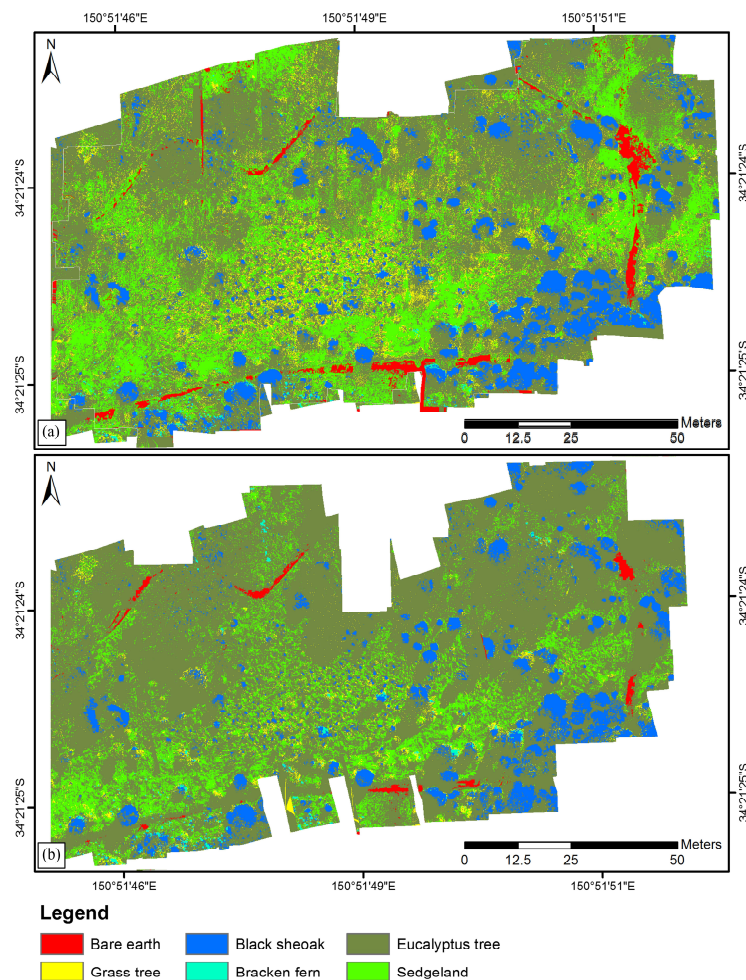 150°51'46"E 150°51'49"E 150°51'51"E
N
34°21'24"S 34°21'24"S
34°21'25"S 34°21'25"S
(a)
Meters
0 12.5 25 50
N
34°21'24"S 34°21'24"S
34°21'25"S 34°21'25"S
(b)
Meters
0 12.5 25 50
150°51'46"E 150°51'49"E 150°51'51"E
Legend
Bare earth Black sheoak Eucalyptus tree
Grass tree Bracken fern Sedgeland